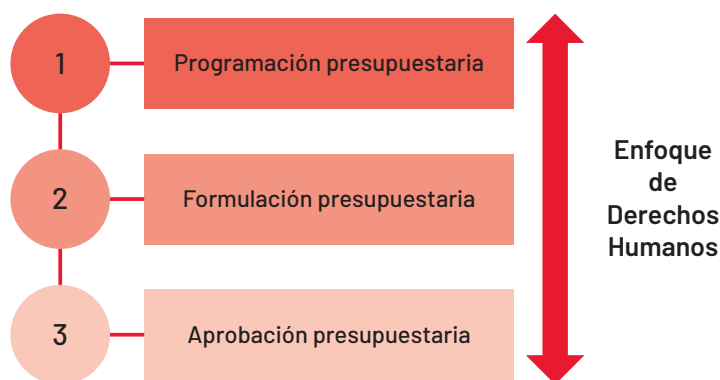 1
Programación presupuestaria
2
Formulación presupuestaria
3
Aprobación presupuestaria
Enfoque
de
Derechos
Humanos